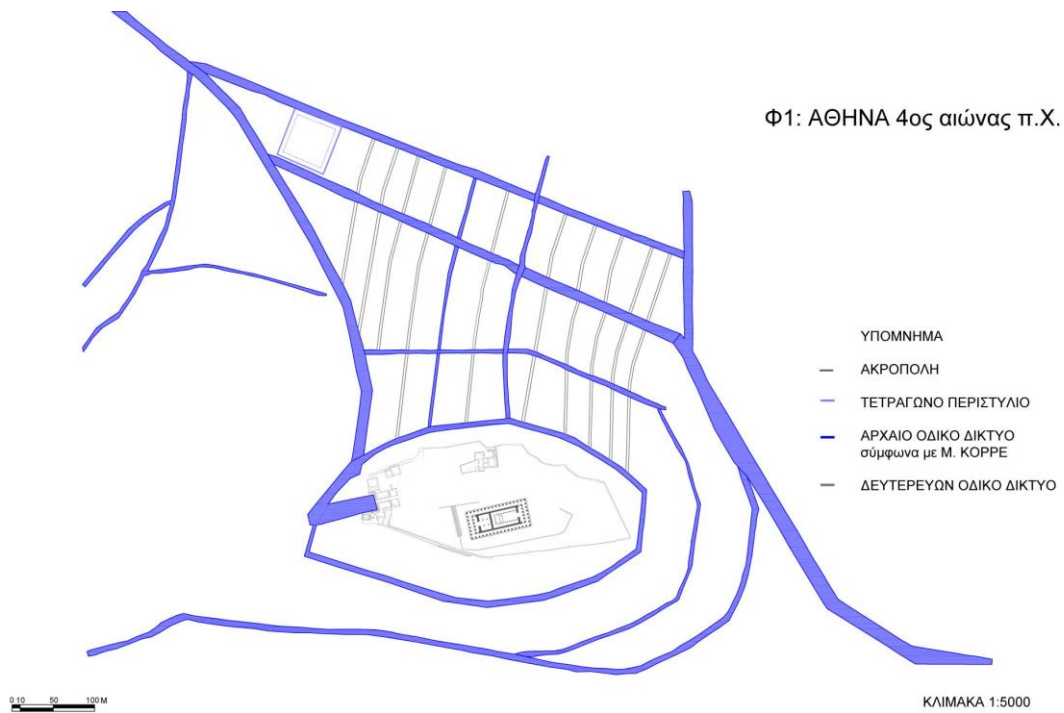 Φ1: ΑΘΗΝΑ 4ος αιώνας π.Χ.
ΥΠΟΜΝΗΜΑ
ΑΚΡΟΠΟΛΗ
ΤΕΤΡΑΓΩΝΟ ΠΕΡΙΣΤΥΛΙΟ
ΑΡΧΑΙΟ ΟΔΙΚΟ ΔΙΚΤΥΟ
σύμφωνα με Μ. ΚΟΡΡΕ
ΔΕΥΤΕΡΕΥΩΝ ΟΔΙΚΟ ΔΙΚΤΥΟ
0 10 50 100 M
ΚΛΙΜΑΚΑ 1:5000